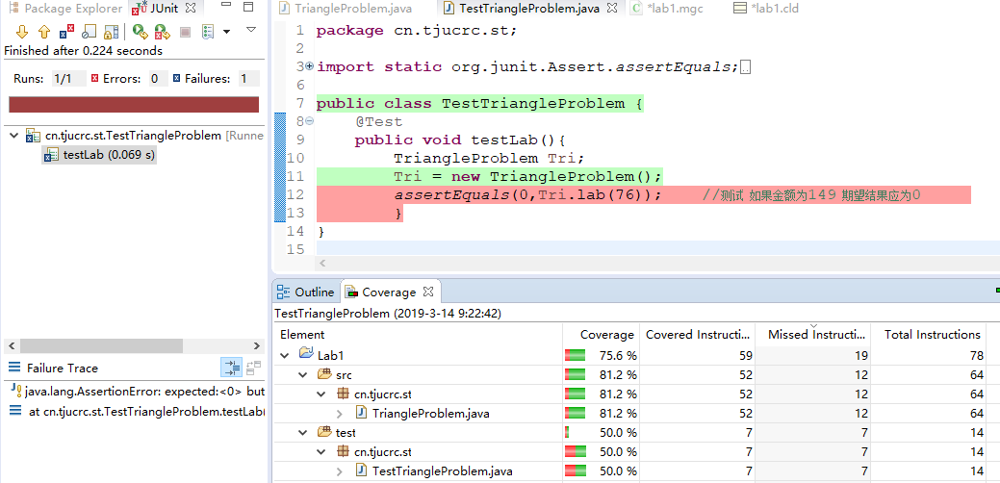 Package Explorer JUnit
Finished after 0.224 seconds
Runs: 1/1 Errors: 0 Failures: 1
cn.tjucrc.st.TestTriangleProblem [Runne
testLab (0.069 s)
Failure Trace
java.lang.AssertionError: expected:<0> but
at cn.tjucrc.st.TestTriangleProblem.testLab(
TriangleProblem.java TestTriangleProblem.java *lab1.mgc *lab1.cld
1 package cn.tjucrc.st;
2
3 import static org.junit.Assert.assertEquals;
6
7 public class TestTriangleProblem {
8 @Test
9 public void testLab(){
10 TriangleProblem Tri;
11 Tri = new TriangleProblem();
12 assertEquals(0,Tri.lab(76)); //测试 如果金额为149 期望结果应为0
13 }
14 }
15
Outline Coverage
TestTriangleProblem (2019-3-14 9:22:42)
Element Coverage Covered Instructi... Missed Instructi... Total Instructions
Lab1 75.6 % 59 19 78
src 81.2 % 52 12 64
cn.tjucrc.st 81.2 % 52 12 64
TriangleProblem.java 81.2 % 52 12 64
test 50.0 % 7 7 14
cn.tjucrc.st 50.0 % 7 7 14
TestTriangleProblem.java 50.0 % 7 7 14